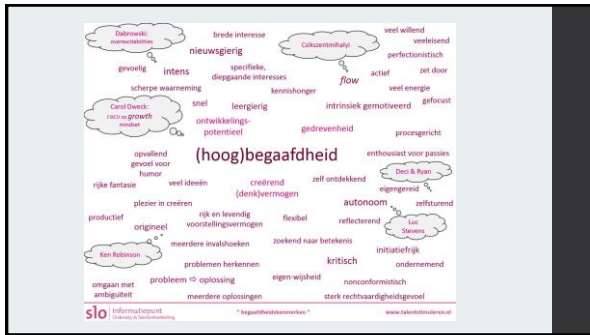 Dabrowski:
overexcitabilities
brede interesse
nieuwsgierig
Csikszentmihalyi
veel willend
veeleisend
perfectionistisch
gevoelig
intens
specifieke,
diepgaande interesses
flow
actief
zet door
scherpe waarneming
kennishonger
veel energie
Carol Dweck:
fixed vs growth
mindset
snel
leergierig
intrinsiek gemotiveerd
gefocust
ontwikkelings-
potentieel
gedrevenheid
procesgericht
opvallend
gevoel voor
humor
(hoog)begaafdheid
enthousiast voor passies
Deci & Ryan
rijke fantasie
veel ideeën
creërend
(denk)vermogen
zelf ontdekkend
eigengereid
plezier in creëren
autonoom
zelfsturend
productief
origineel
rijk en levendig
voorstellingsvermogen
flexibel
reflecterend
Luc
Stevens
Ken Robinson
meerdere invalshoeken
zoekend naar betekenis
initiatiefrijk
problemen herkennen
kritisch
ondernemend
omgaan met
ambiguïteit
probleem ⇨ oplossing
eigen-wijsheid
nonconformistisch
meerdere oplossingen
sterk rechtvaardigheidsgevoel
slo
Informatiepunt
Onderwijs & Talentontwikkeling
* begaafdheidskenmerken *
www.talentstimuleren.nl